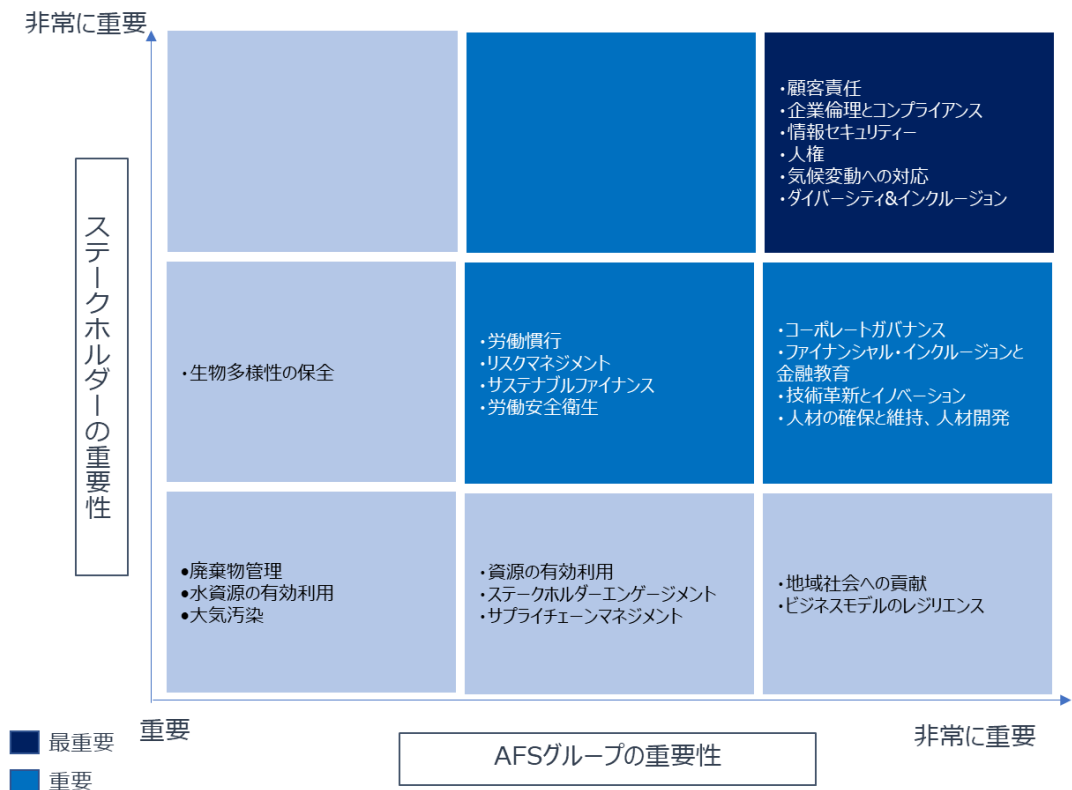 非常に重要
・顧客責任
・企業倫理とコンプライアンス
・情報セキュリティー
・人権
・気候変動への対応
・ダイバーシティ&インクルージョン
ステークホルダーの重要性
・生物多様性の保全
・労働慣行
・リスクマネジメント
・サステナブルファイナンス
・労働安全衛生
・コーポレートガバナンス
・ファイナンシャル・インクルージョンと
金融教育
・技術革新とイノベーション
・人材の確保と維持、人材開発
●廃棄物管理
●水資源の有効利用
●大気汚染
・資源の有効利用
・ステークホルダーエンゲージメント
・サプライチェーンマネジメント
・地域社会への貢献
・ビジネスモデルのレジリエンス
重要
非常に重要
AFSグループの重要性
最重要
重要